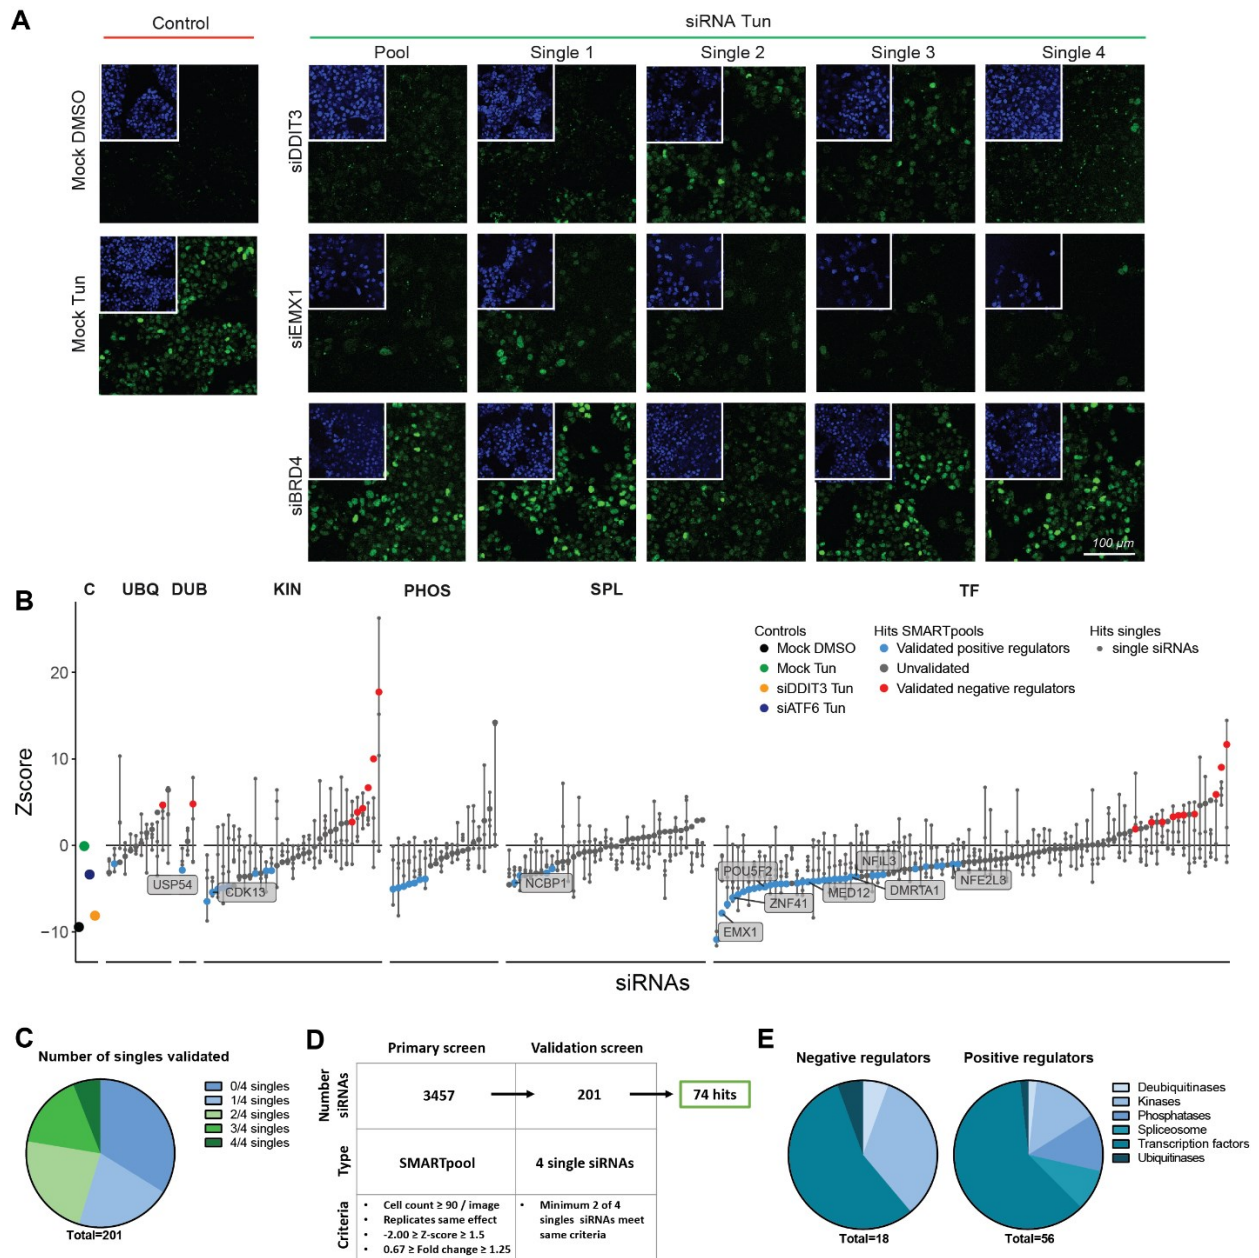 A
Control
siRNA Tun
Pool
Single 1
Single 2
Single 3
Single 4
Mock DMSO
siDDIT3
Mock Tun
siEMX1
siBRD4
100 µm
B
C
UBQ
DUB
KIN
PHOS
SPL
TF
Controls
Mock DMSO
Mock Tun
siDDIT3 Tun
siATF6 Tun
Hits SMARTpools
Validated positive regulators
Unvalidated
Validated negative regulators
Hits singles
single siRNAs
Zscore
20
10
0
−10
USP54
CDK13
NCBP1
POU5F2
NFIL3
ZNF41
MED12
DMRTA1
NFE2L3
EMX1
siRNAs
C
Number of singles validated
0/4 singles
1/4 singles
2/4 singles
3/4 singles
4/4 singles
Total=201
D
Primary screen
Validation screen
Number siRNAs
3457
201
74 hits
Type
SMARTpool
4 single siRNAs
Criteria
• Cell count ≥ 90 / image
• Replicates same effect
• -2.00 ≥ Z-score ≥ 1.5
• 0.67 ≥ Fold change ≥ 1.25
• Minimum 2 of 4
singles siRNAs meet
same criteria
E
Negative regulators
Positive regulators
Total=18
Total=56
Deubiquitinases
Kinases
Phosphatases
Spliceosome
Transcription factors
Ubiquitinases